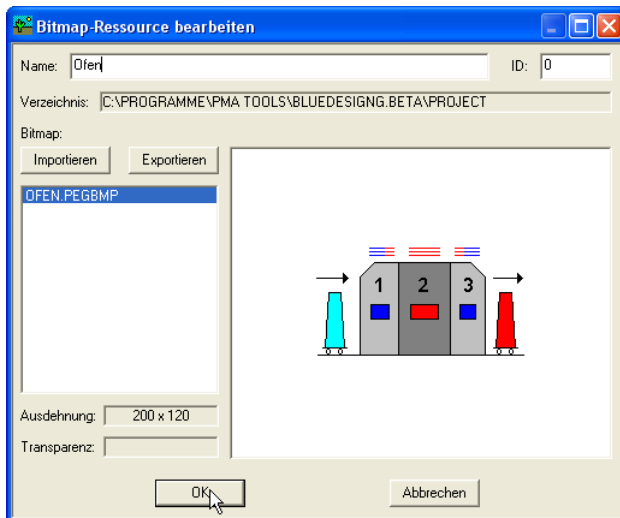 Bitmap-Ressource bearbeiten
Name: Ofen ID: 0
Verzeichnis: C:\PROGRAMME\PMA TOOLS\BLUEDESIGNG.BETA\PROJECT
Bitmap:
Importieren Exportieren
OFEN.PEGBMP
1 2 3
Ausdehnung: 200 x 120
Transparenz:
OK Abbrechen